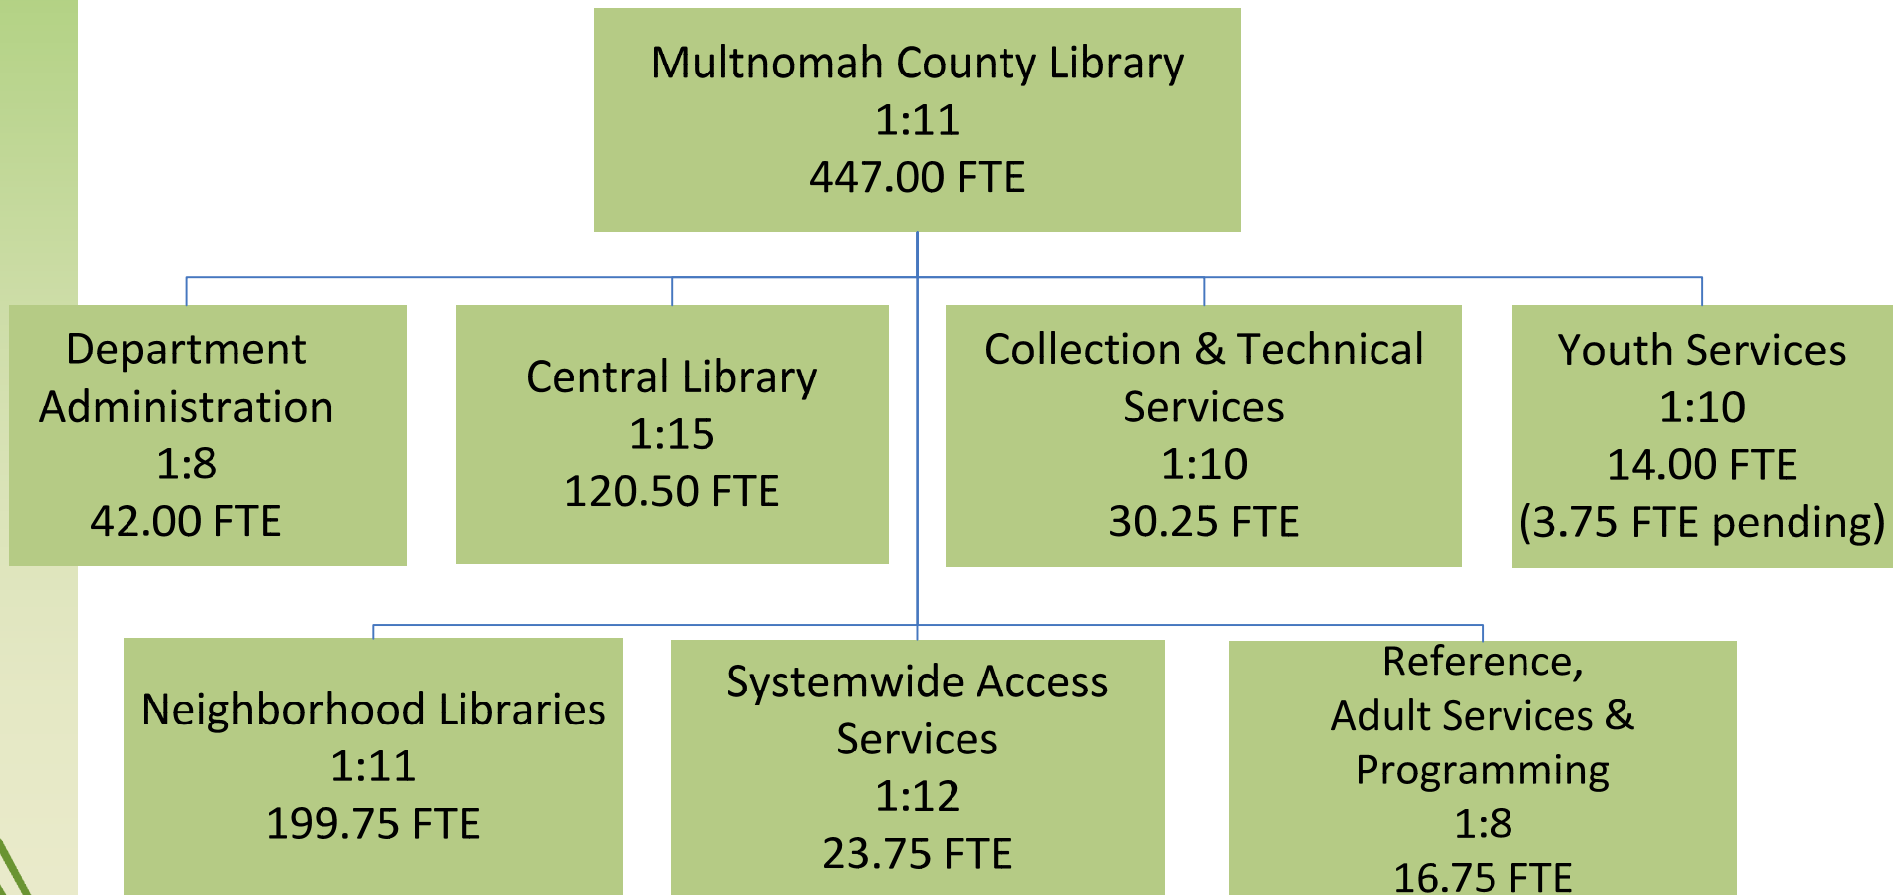 Multnomah County Library
1:11
447.00 FTE
Department
Administration
1:8
42.00 FTE
Central Library
1:15
120.50 FTE
Collection & Technical
Services
1:10
30.25 FTE
Youth Services
1:10
14.00 FTE
(3.75 FTE pending)
Neighborhood Libraries
1:11
199.75 FTE
Systemwide Access
Services
1:12
23.75 FTE
Reference,
Adult Services &
Programming
1:8
16.75 FTE